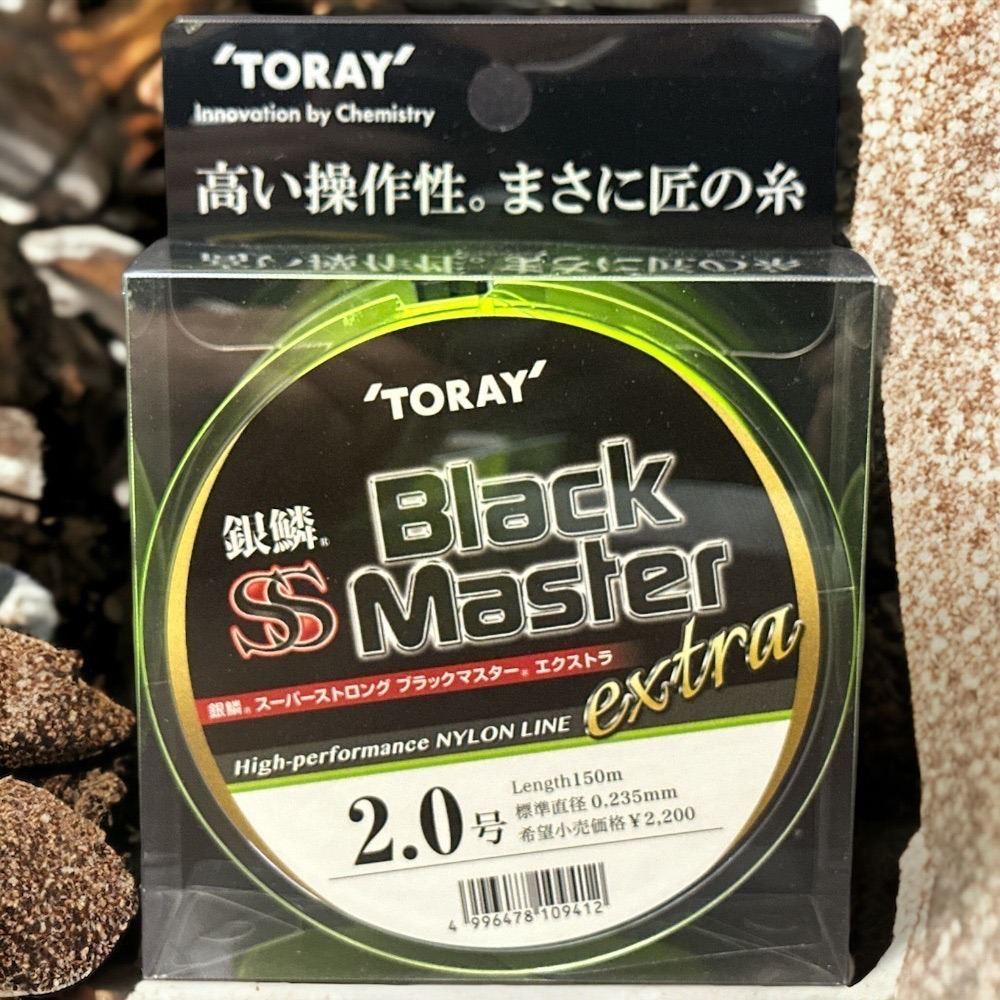 'TORAY'
Innovation by Chemistry
高い操作性。まさに匠の糸
'TORAY'
銀鱗®
SS
Black
Master
extra
銀鱗® スーパーストロング ブラックマスター® エクストラ
High-performance NYLON LINE
2.0号
Length150m
標準直径 0.235mm
希望小売価格¥2,200
4 996478 109412